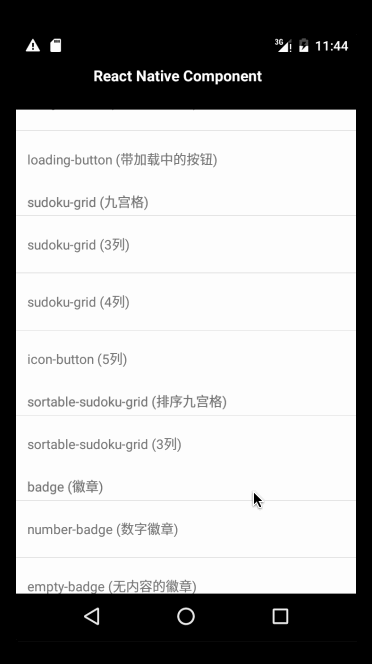 3G 11:44
React Native Component
loading-button (带加载中的按钮)
sudoku-grid (九宫格)
sudoku-grid (3列)
sudoku-grid (4列)
icon-button (5列)
sortable-sudoku-grid (排序九宫格)
sortable-sudoku-grid (3列)
badge (徽章)
number-badge (数字徽章)
empty-badge (无内容的徽章)